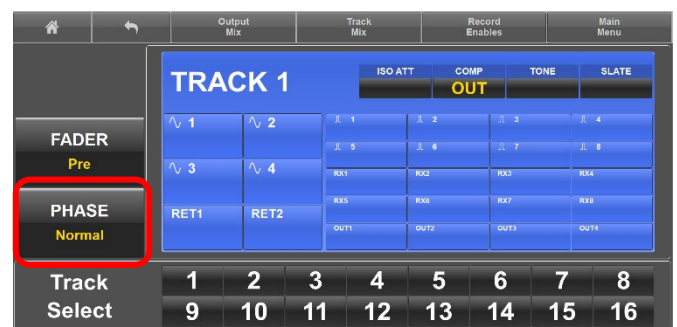 Output
Mix
Track
Mix
Record
Enables
Main
Menu
TRACK 1
ISO ATT COMP TONE SLATE
OUT
1 2 1 2 3 4
5 6 7 8
3 4 RX1 RX2 RX3 RX4
RX5 RX6 RX7 RX8
RET1 RET2 OUT1 OUT2 OUT3 OUT4
FADER
Pre
PHASE
Normal
Track
Select
1 2 3 4 5 6 7 8
9 10 11 12 13 14 15 16